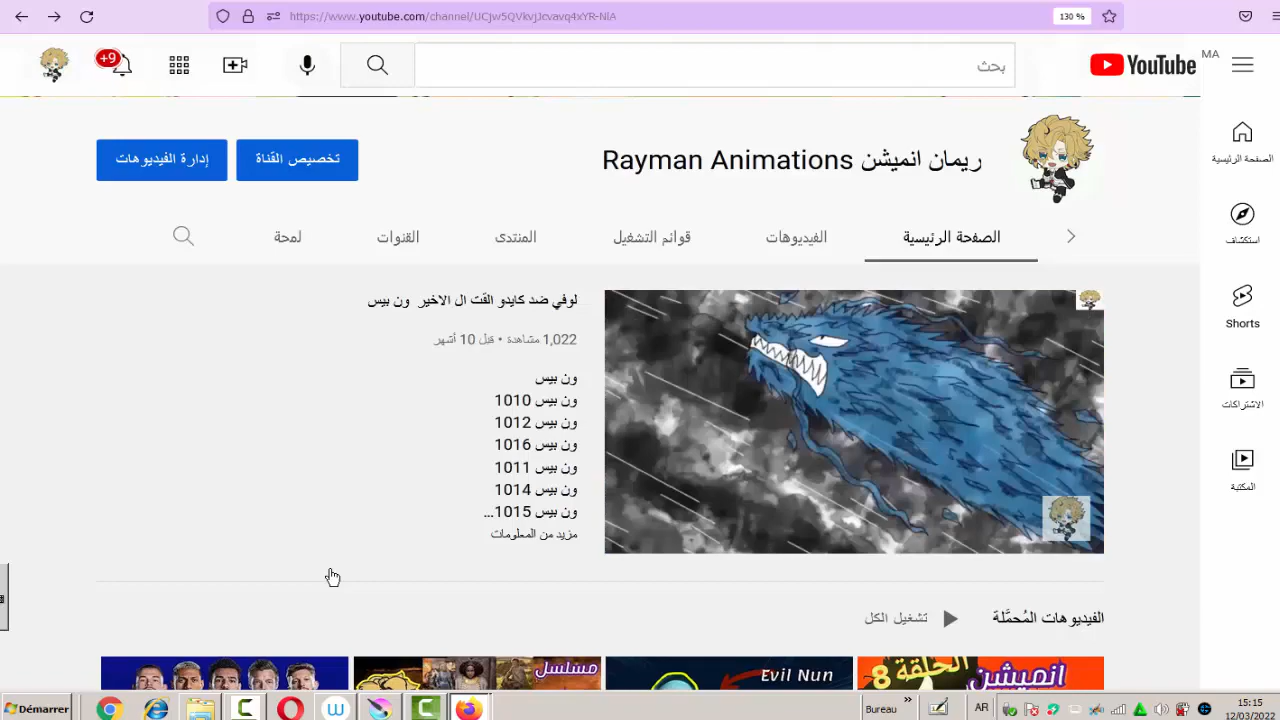 https://www.youtube.com/channel/UCjw5QVkvjJcvavq4xYR-NlA
130 %
+9
بحث
YouTube MA
الصفحة الرئيسية
استكشاف
Shorts
الاشتراكات
المكتبة
ريمان انميشن Rayman Animations
تخصيص القناة
إدارة الفيديوهات
الصفحة الرئيسية
الفيديوهات
قوائم التشغيل
المنتدى
القنوات
لمحة
لوفي ضد كايدو القت ال الاخير ون بيس
1,022 مشاهدة • قبل 10 أشهر
ون بيس
ون بيس 1010
ون بيس 1012
ون بيس 1016
ون بيس 1011
ون بيس 1014
ون بيس 1015...
مزيد من المعلومات
الفيديوهات المُحمَّلة
تشغيل الكل
انميشن
الحلقة 8
Evil Nun
مسلسل
Démarrer
Bureau
AR
15:15
12/03/2022